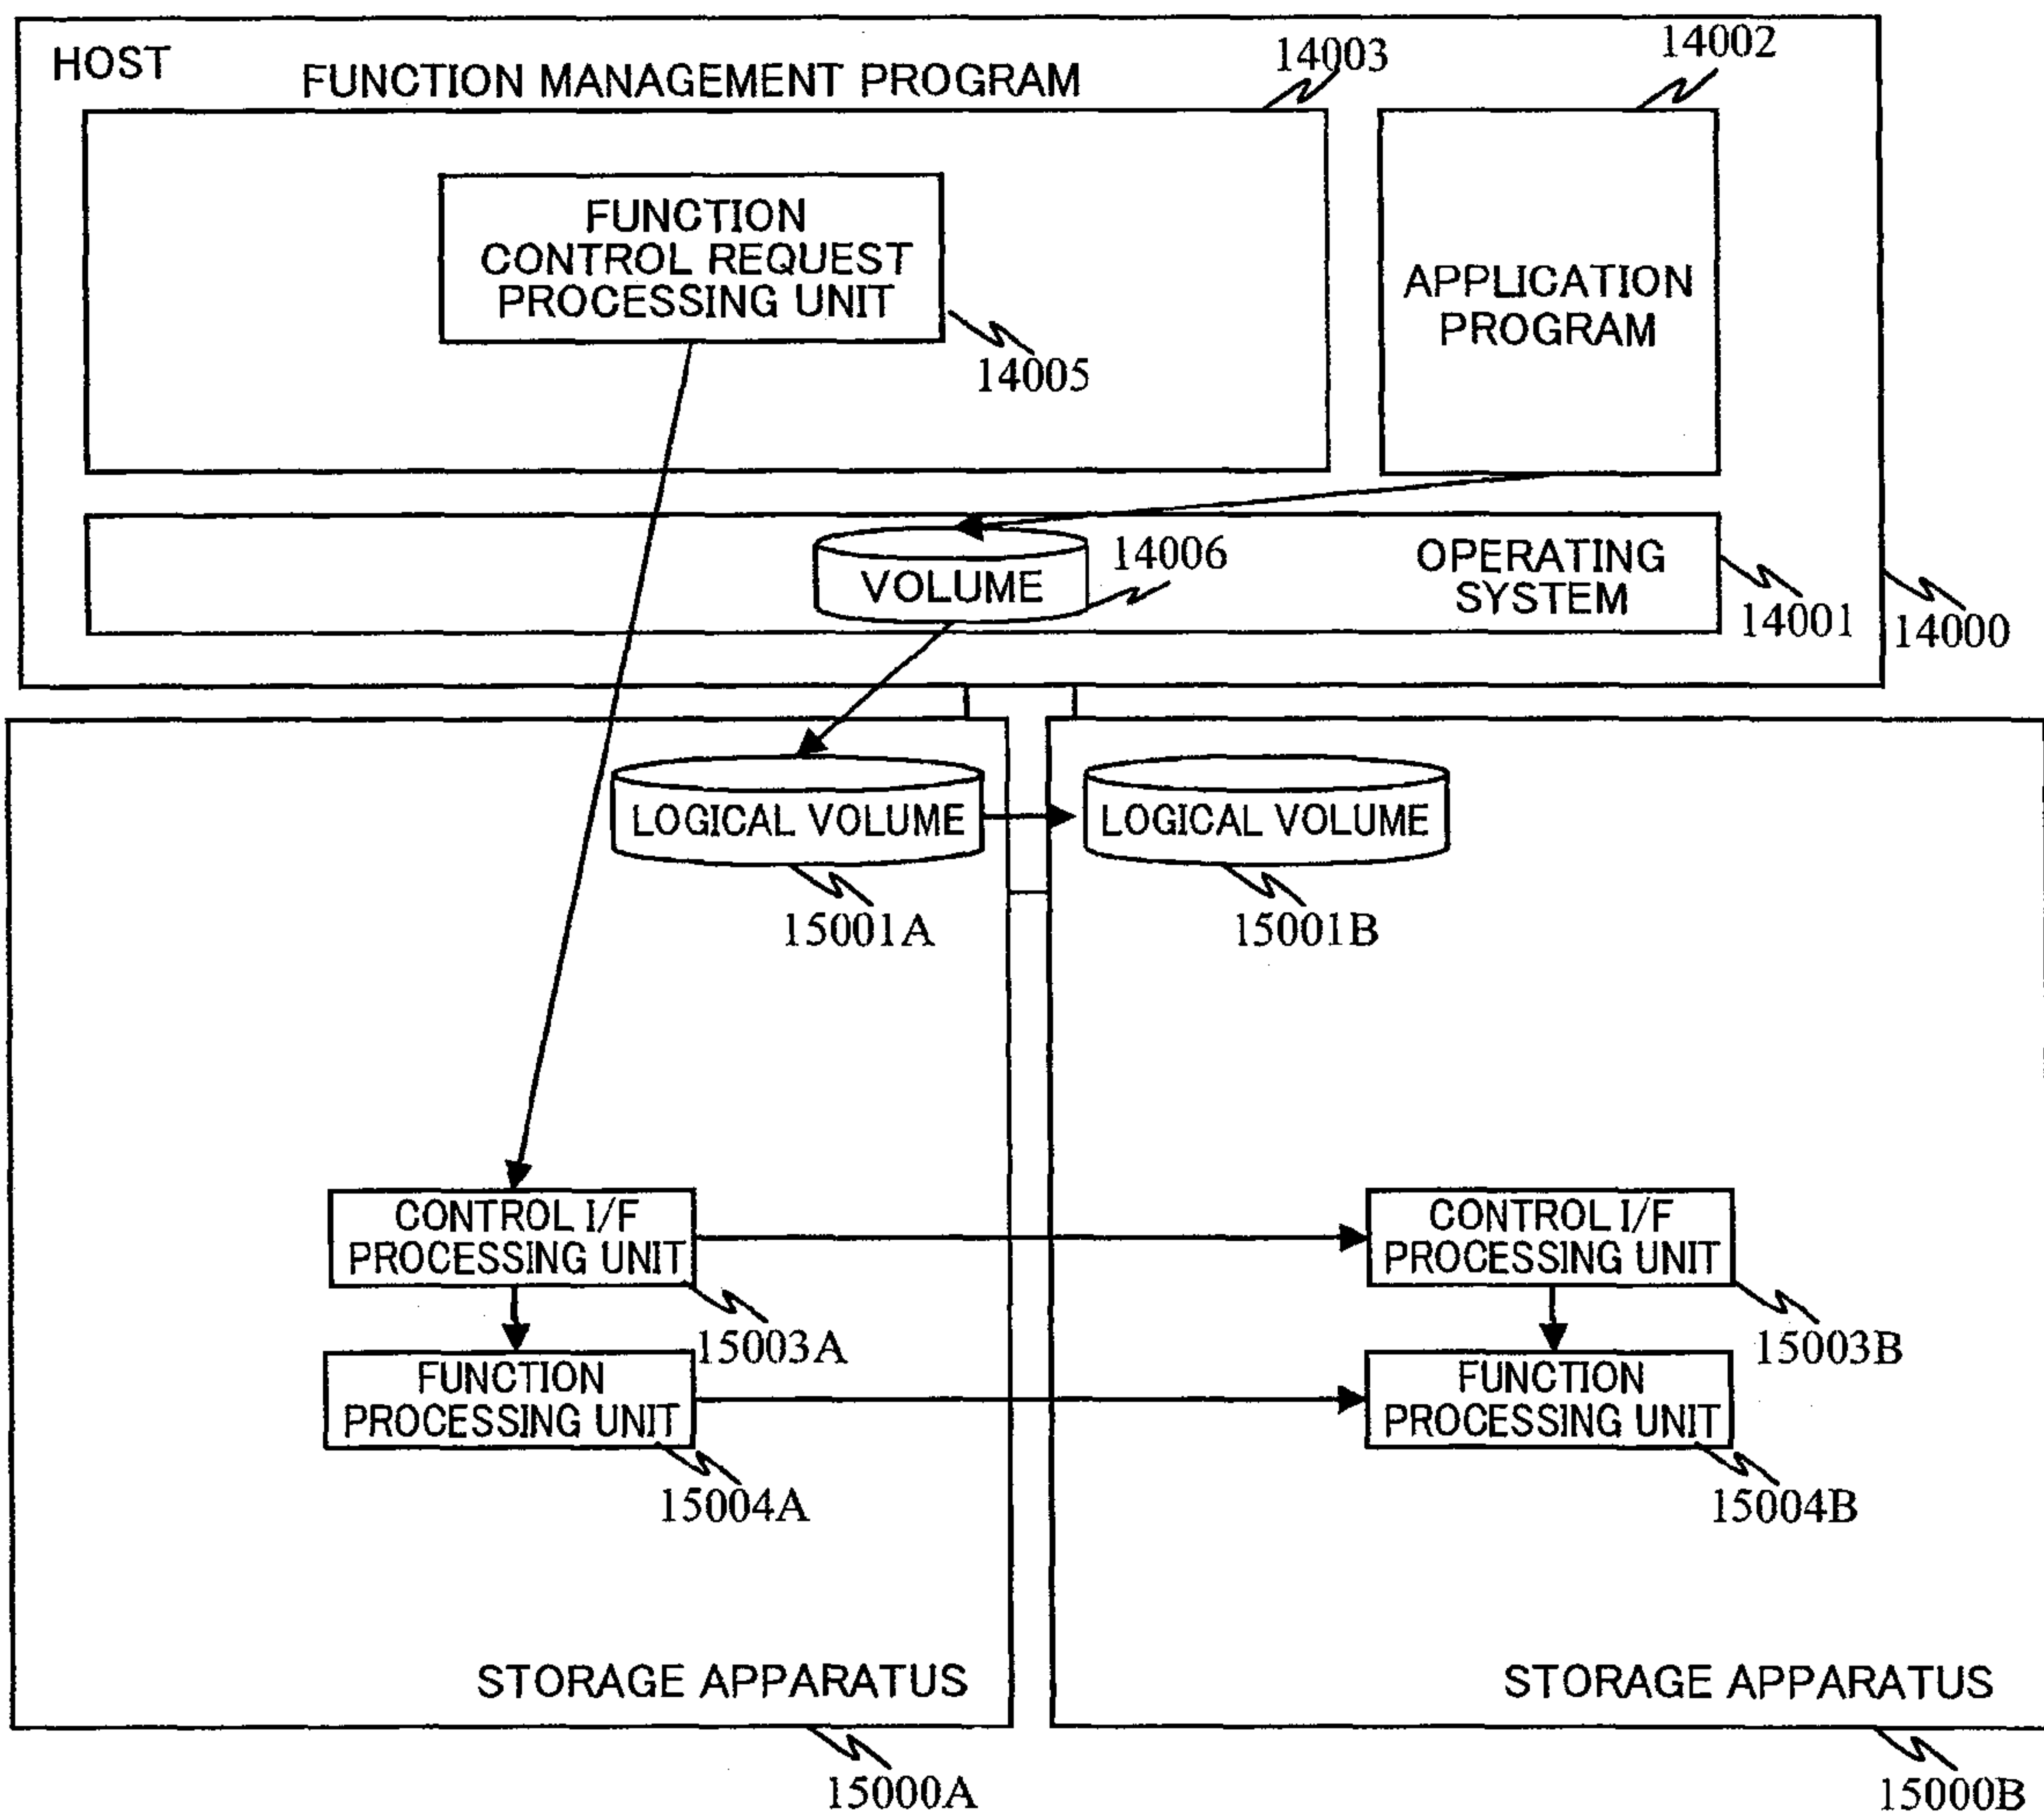 14002
14003
HOST
FUNCTION MANAGEMENT PROGRAM
FUNCTION
CONTROL REQUEST
PROCESSING UNIT
14005
APPLICATION
PROGRAM
VOLUME
14006
OPERATING
SYSTEM
14001
14000
LOGICAL VOLUME
LOGICAL VOLUME
15001A
15001B
CONTROL I/F
PROCESSING UNIT
15003A
CONTROL I/F
PROCESSING UNIT
15003B
FUNCTION
PROCESSING UNIT
15004A
FUNCTION
PROCESSING UNIT
15004B
STORAGE APPARATUS
STORAGE APPARATUS
15000A
15000B